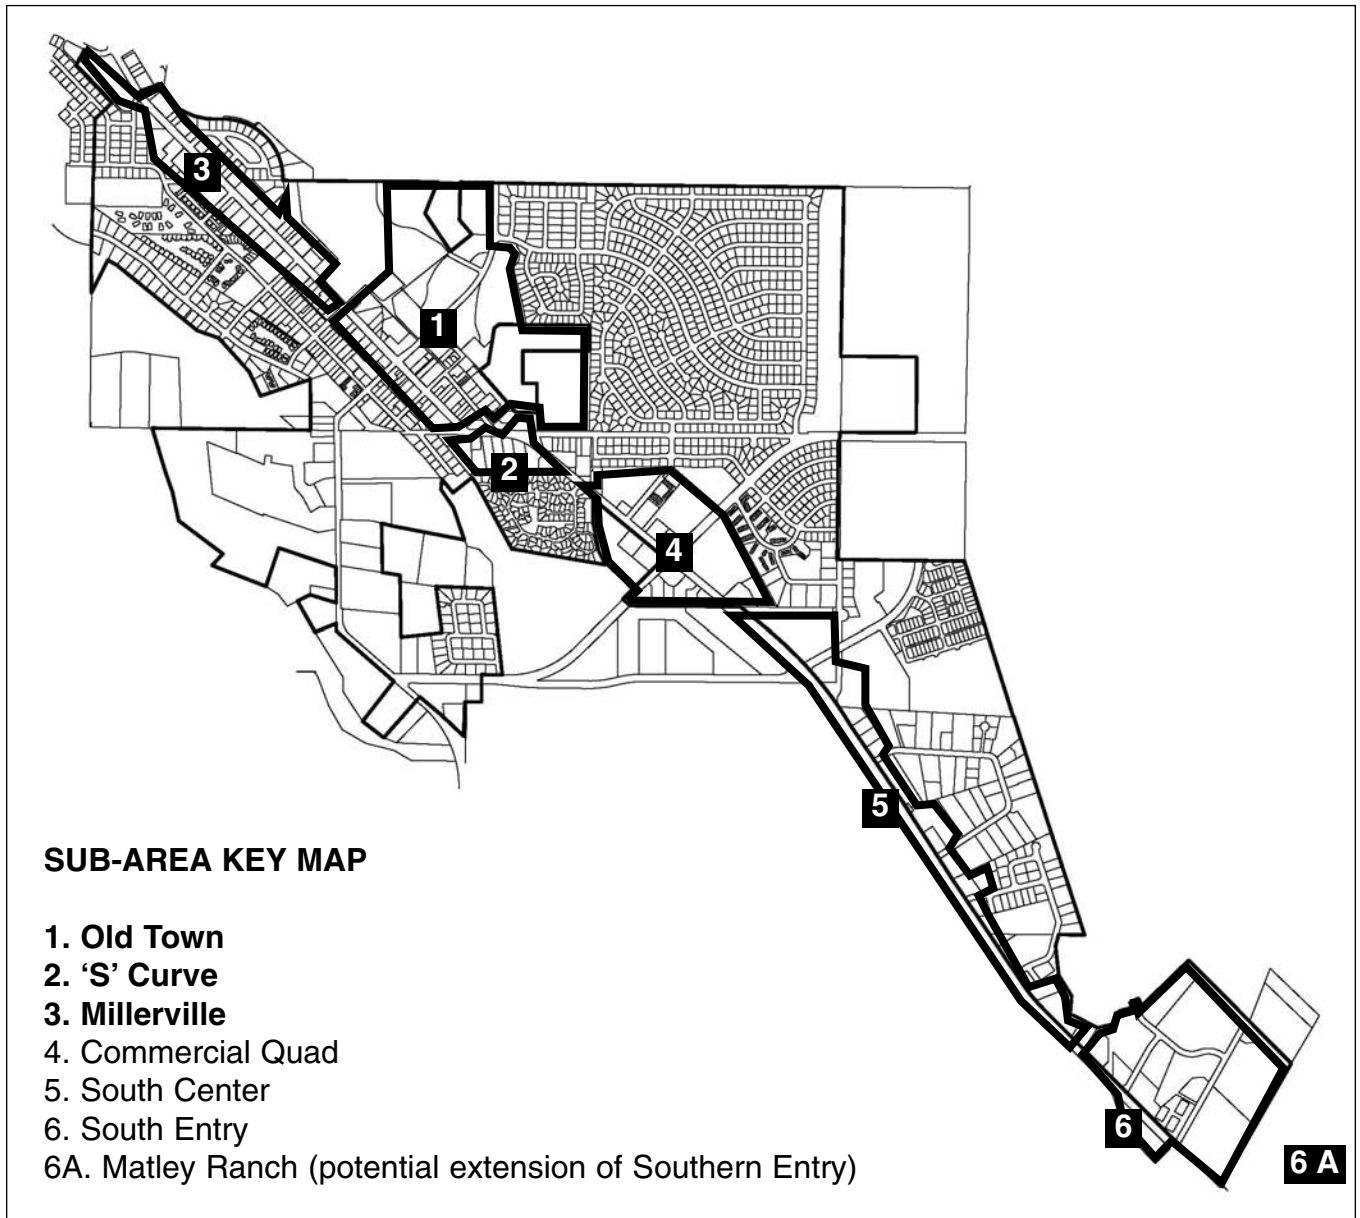 3
1
2
4
5
SUB-AREA KEY MAP
1. Old Town
2. ‘S’ Curve
3. Millerville
4. Commercial Quad
5. South Center
6. South Entry
6A. Matley Ranch (potential extension of Southern Entry)
6
6 A